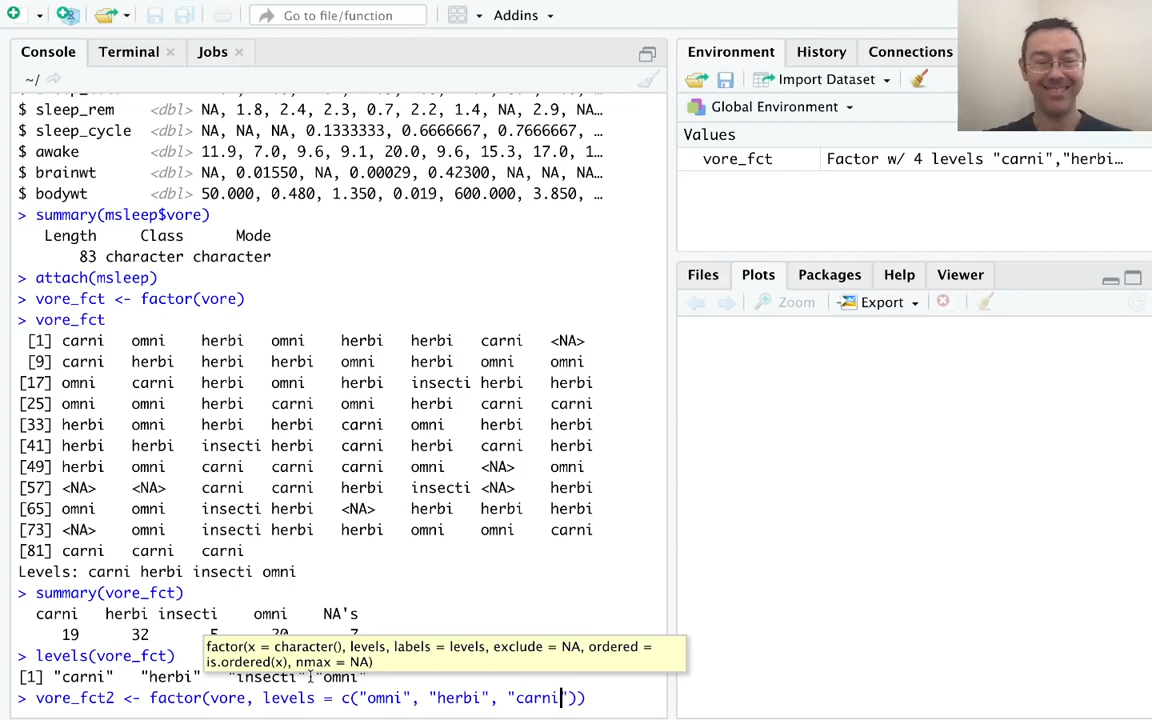 Go to file/function
Addins
Console Terminal Jobs
~/
$ sleep_rem <dbl> NA, 1.8, 2.4, 2.3, 0.7, 2.2, 1.4, NA, 2.9, NA…
$ sleep_cycle <dbl> NA, NA, NA, 0.1333333, 0.6666667, 0.7666667, …
$ awake <dbl> 11.9, 7.0, 9.6, 9.1, 20.0, 9.6, 15.3, 17.0, 1…
$ brainwt <dbl> NA, 0.01550, NA, 0.00029, 0.42300, NA, NA, NA…
$ bodywt <dbl> 50.000, 0.480, 1.350, 0.019, 600.000, 3.850, …
> summary(msleep$vore)
Length Class Mode
83 character character
> attach(msleep)
> vore_fct <- factor(vore)
> vore_fct
[1] carni omni herbi omni herbi herbi carni <NA>
[9] carni herbi herbi herbi omni herbi omni omni
[17] omni carni herbi omni herbi insecti herbi herbi
[25] omni omni herbi carni omni herbi carni carni
[33] herbi omni herbi herbi carni omni herbi herbi
[41] herbi herbi insecti herbi carni herbi carni herbi
[49] herbi omni carni carni carni omni <NA> omni
[57] <NA> <NA> carni carni herbi insecti <NA> herbi
[65] omni omni insecti herbi <NA> herbi herbi herbi
[73] <NA> omni insecti herbi herbi omni omni carni
[81] carni carni carni
Levels: carni herbi insecti omni
> summary(vore_fct)
carni herbi insecti omni NA's
19 32 5 20 7
factor(x = character(), levels, labels = levels, exclude = NA, ordered =
is.ordered(x), nmax = NA)
> levels(vore_fct)
[1] "carni" "herbi" "insecti" "omni"
> vore_fct2 <- factor(vore, levels = c("omni", "herbi", "carni"))
Environment History Connections
Import Dataset
Global Environment
Values
vore_fct Factor w/ 4 levels "carni","herbi…
Files Plots Packages Help Viewer
Zoom Export